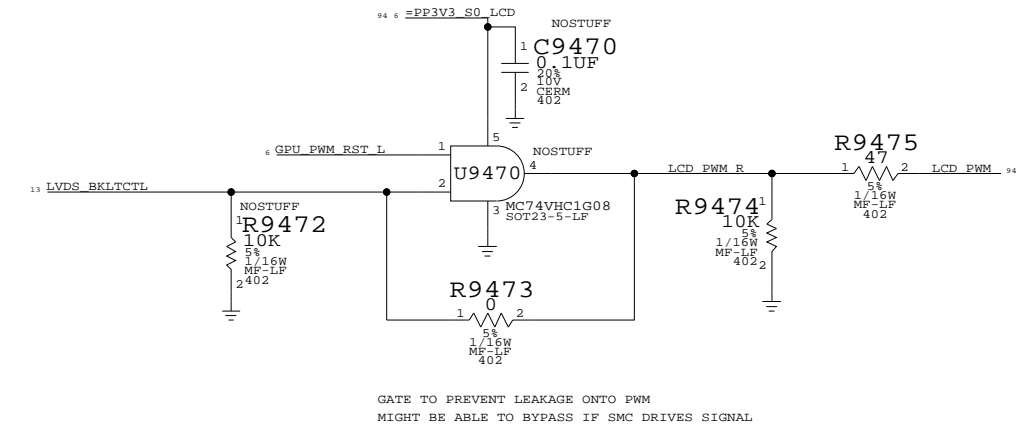 94 6 =PP3V3_S0_LCD
NOSTUFF
1 C9470
0.1UF
20%
10V
2 CERM
402
5
6 GPU_PWM_RST_L 1
U9470
NOSTUFF
4
13 LVDS_BKLTCTL
2
3 MC74VHC1G08
SOT23-5-LF
LCD_PWM_R
R9475
47
1 2
5%
1/16W
MF-LF
402
LCD_PWM 94
NOSTUFF
1 R9472
10K
5%
1/16W
MF-LF
2 402
R9474 1
10K
5%
1/16W
MF-LF
402 2
R9473
0
1 2
5%
1/16W
MF-LF
402
GATE TO PREVENT LEAKAGE ONTO PWM
MIGHT BE ABLE TO BYPASS IF SMC DRIVES SIGNAL